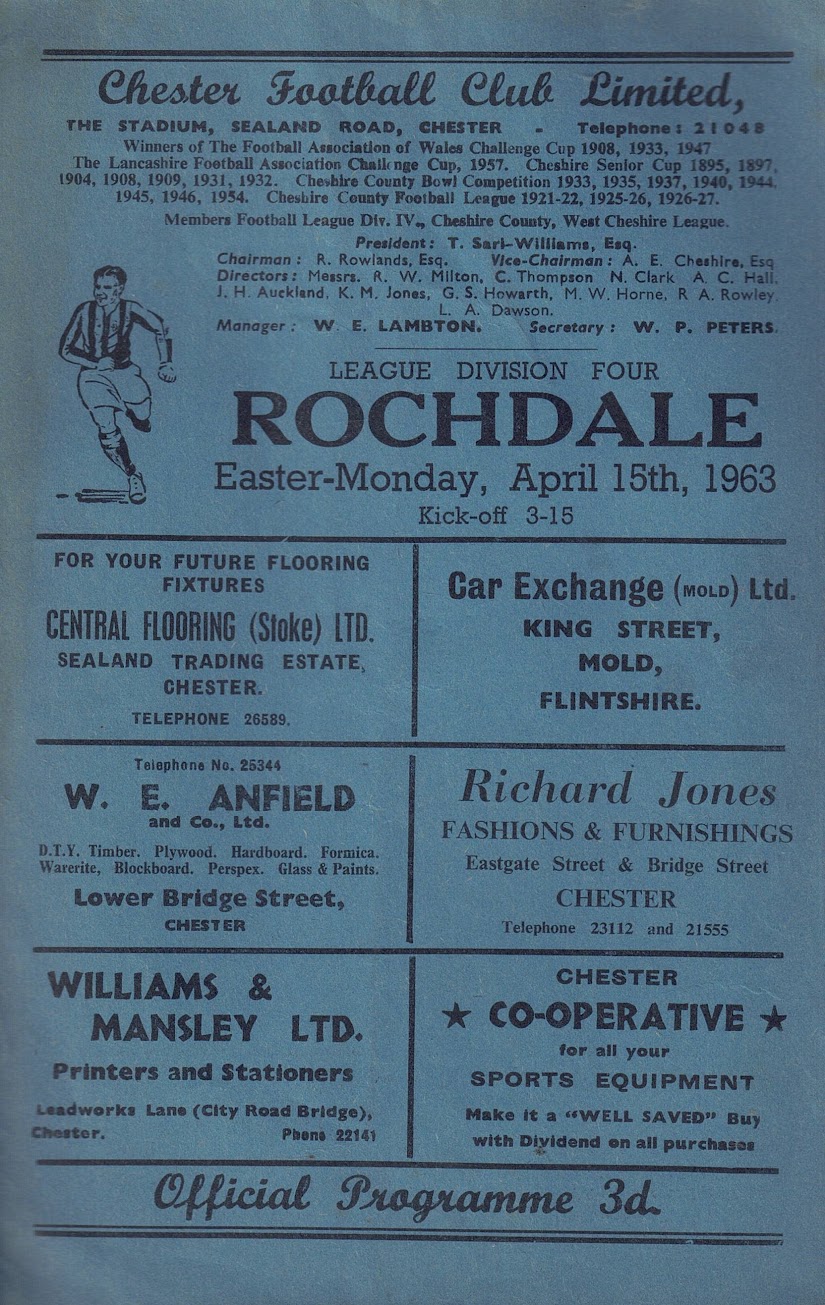 Chester Football Club Limited,
THE STADIUM, SEALAND ROAD, CHESTER - Telephone: 21048
Winners of The Football Association of Wales Challenge Cup 1908, 1933, 1947
The Lancashire Football Association Challenge Cup, 1957. Cheshire Senior Cup 1895, 1897,
1904, 1908, 1909, 1931, 1932. Cheshire County Bowl Competition 1933, 1935, 1937, 1940, 1944,
1945, 1946, 1954. Cheshire County Football League 1921-22, 1925-26, 1926-27.
Members Football League Div. IV., Cheshire County, West Cheshire League.
President: T. Sarl-Williams, Esq.
Chairman: R. Rowlands, Esq. Vice-Chairman: A. E. Cheshire, Esq
Directors: Messrs. R. W. Milton, C. Thompson N. Clark A. C. Hall,
J. H. Auckland, K. M. Jones, G. S. Howarth, M. W. Horne, R A. Rowley,
L. A. Dawson.
Manager: W. E. LAMBTON. Secretary: W. P. PETERS.
LEAGUE DIVISION FOUR
ROCHDALE
Easter-Monday, April 15th, 1963
Kick-off 3-15
FOR YOUR FUTURE FLOORING
FIXTURES
CENTRAL FLOORING (Stoke) LTD.
SEALAND TRADING ESTATE,
CHESTER.
TELEPHONE 26589.
Car Exchange (MOLD) Ltd.
KING STREET,
MOLD,
FLINTSHIRE.
Telephone No. 25344
W. E. ANFIELD
and Co., Ltd.
D.T.Y. Timber. Plywood. Hardboard. Formica.
Warerite, Blockboard. Perspex. Glass & Paints.
Lower Bridge Street,
CHESTER
Richard Jones
FASHIONS & FURNISHINGS
Eastgate Street & Bridge Street
CHESTER
Telephone 23112 and 21555
WILLIAMS &
MANSLEY LTD.
Printers and Stationers
Leadworks Lane (City Road Bridge),
Chester. Phone 22141
CHESTER
★ CO-OPERATIVE ★
for all your
SPORTS EQUIPMENT
Make it a "WELL SAVED" Buy
with Dividend on all purchases
Official Programme 3d.